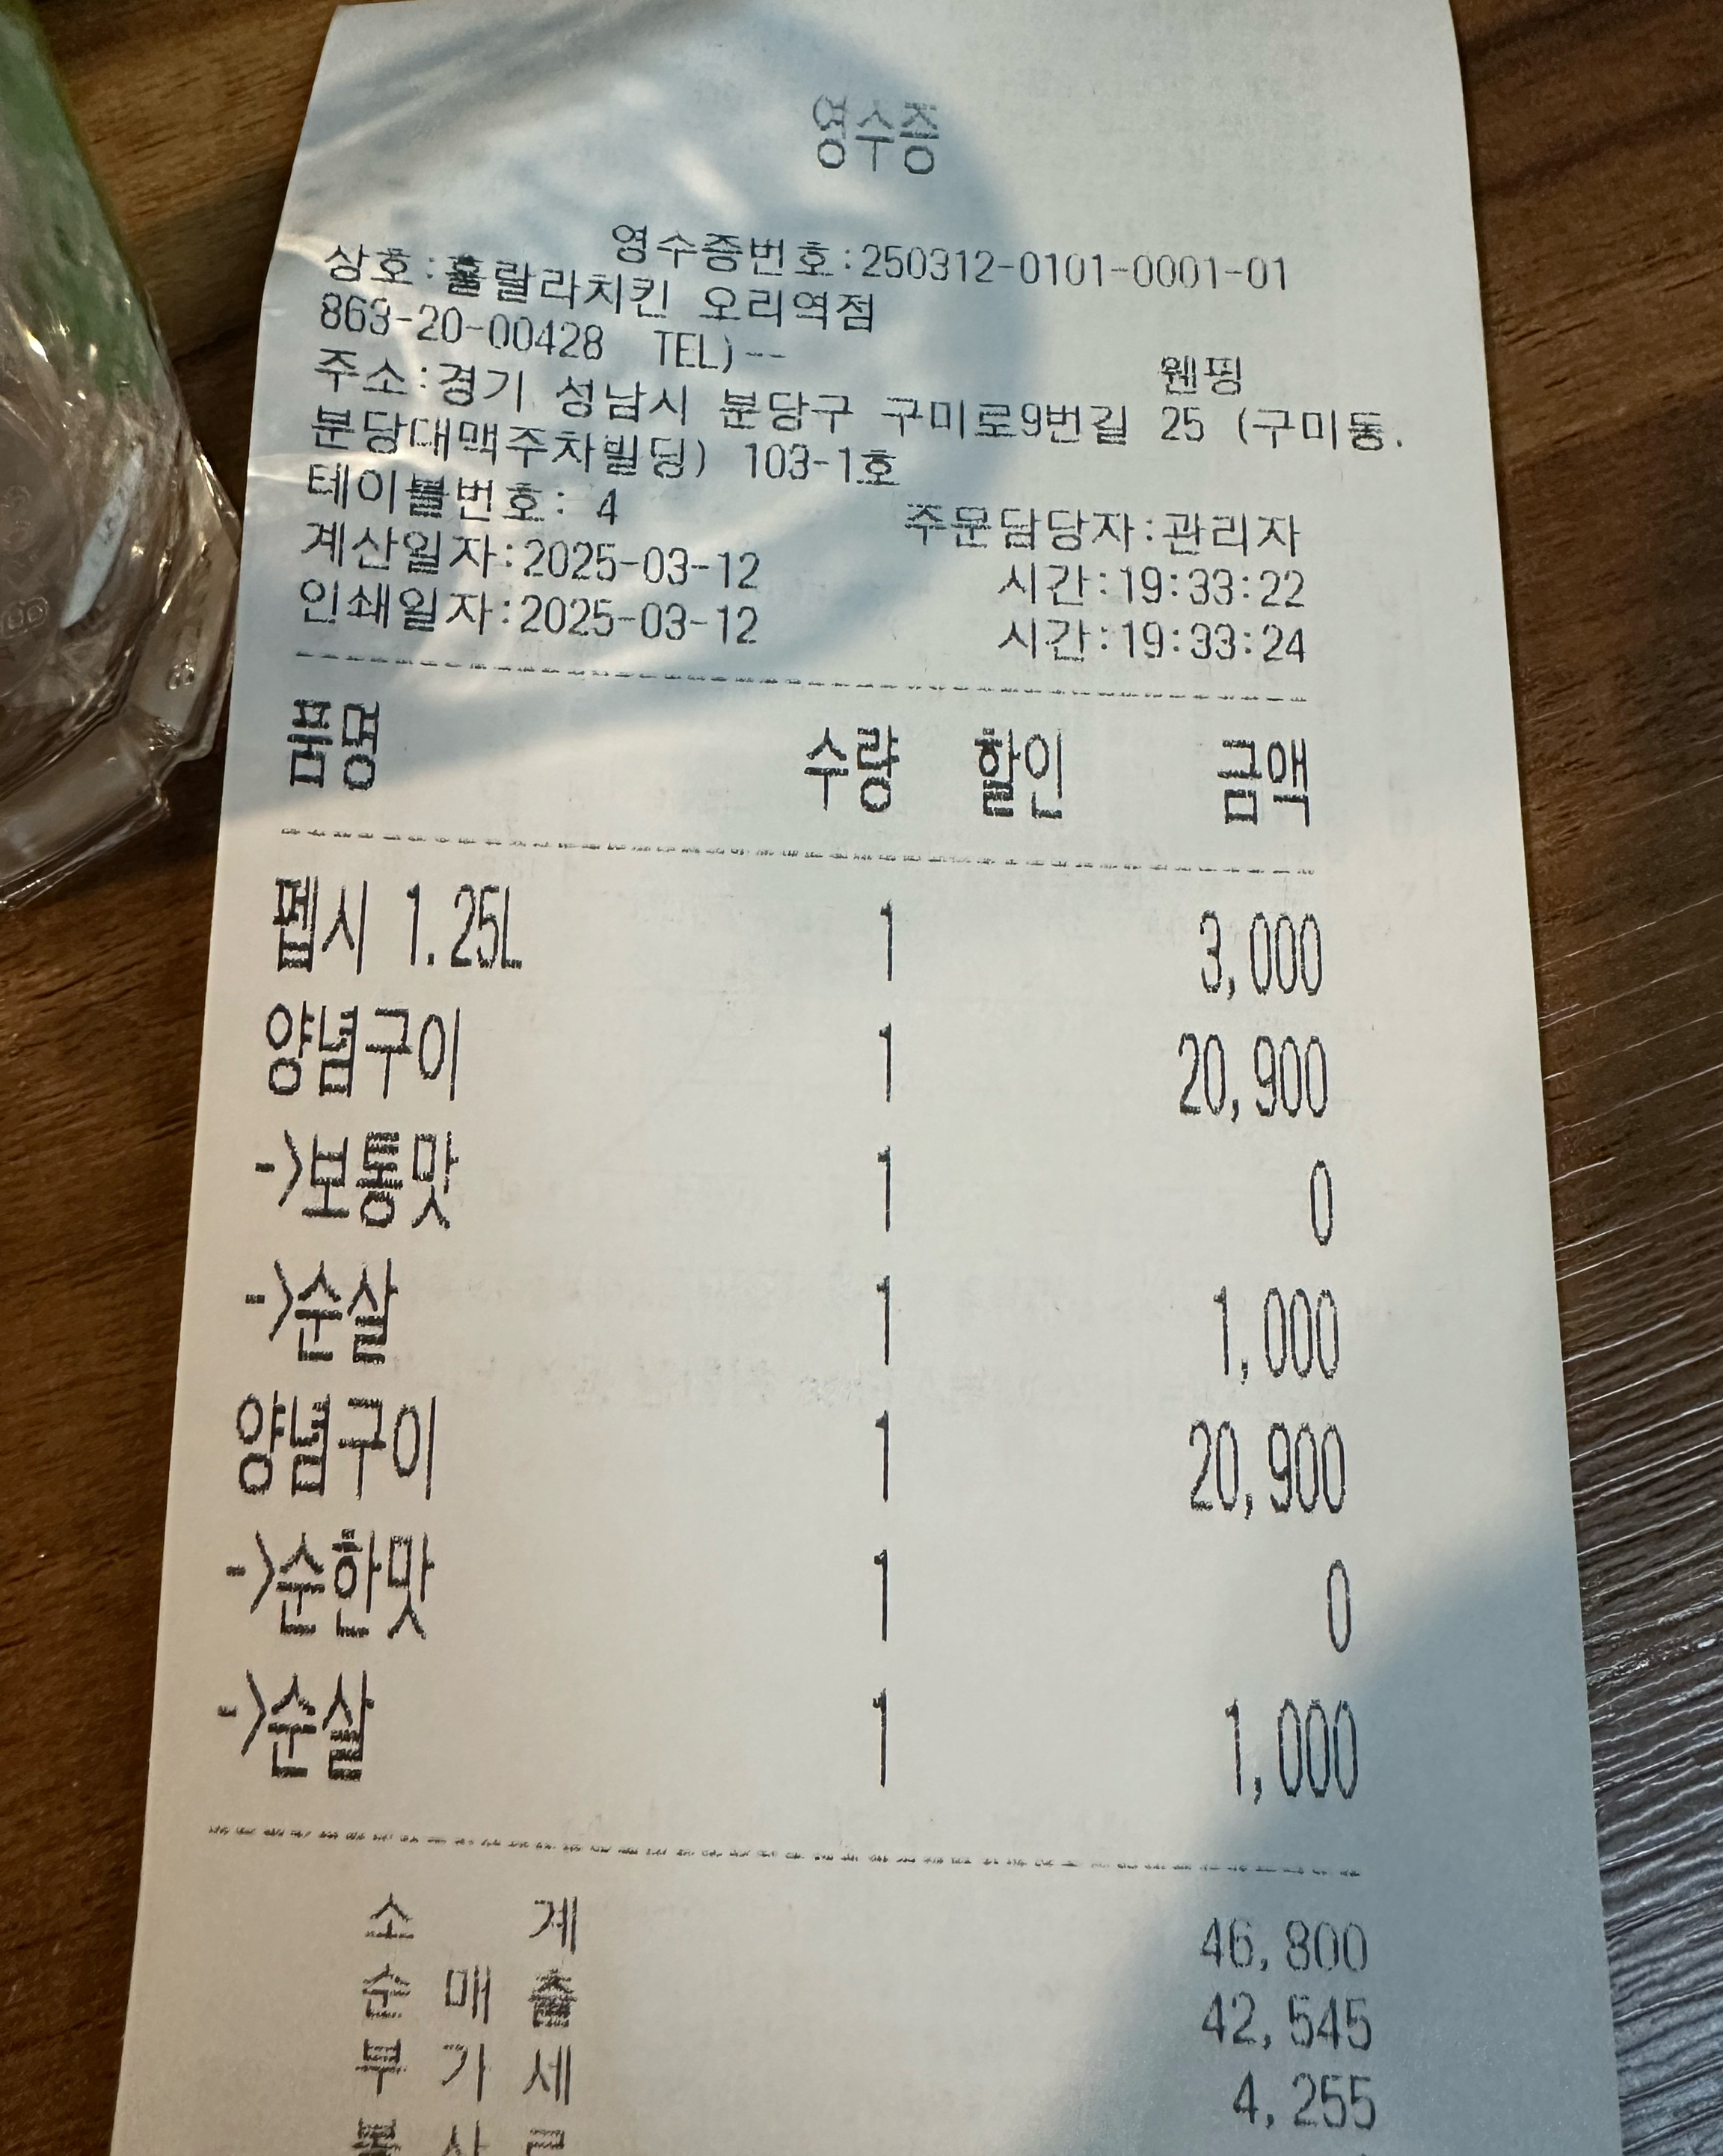 영수증
영수증번호:250312-0101-0001-01
상호:훌랄라치킨 오리역점
863-20-00428 TEL)-- 웬핑
주소:경기 성남시 분당구 구미로9번길 25 (구미동.
분당대맥주차빌딩) 103-1호
테이블번호: 4 주문담당자:관리자
계산일자:2025-03-12 시간:19:33:22
인쇄일자:2025-03-12 시간:19:33:24
품명 수량 할인 금액
펩시 1.25L 1 3,000
양념구이 1 20,900
->보통맛 1 0
->순살 1 1,000
양념구이 1 20,900
->순한맛 1 0
->순살 1 1,000
소 계 46,800
순 매 출 42,545
부 가 세 4,255